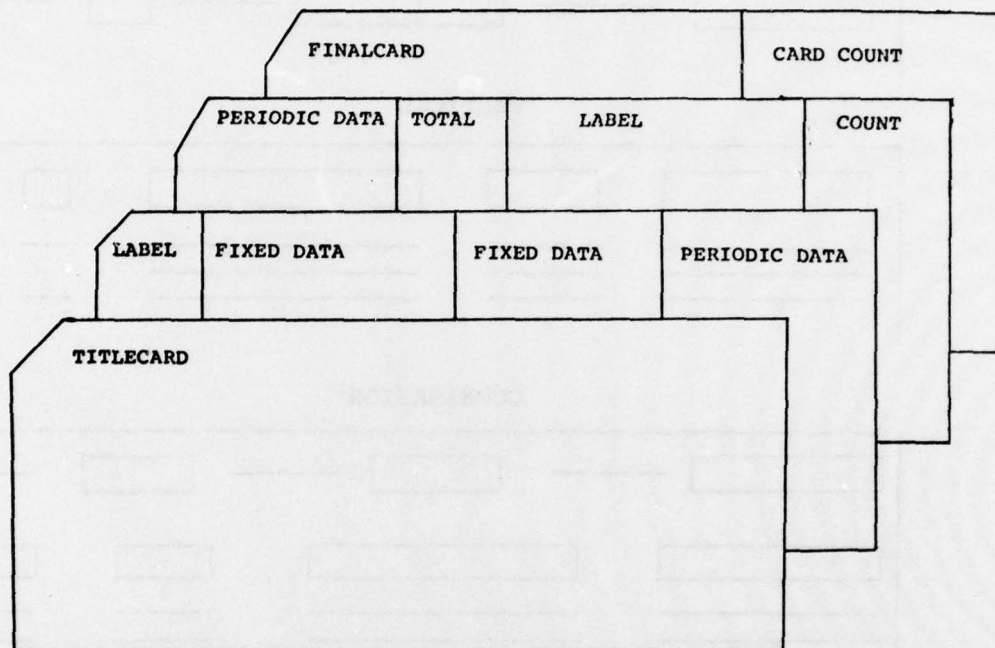 FINALCARD CARD COUNT
PERIODIC DATA TOTAL LABEL COUNT
LABEL FIXED DATA FIXED DATA PERIODIC DATA
TITLECARD